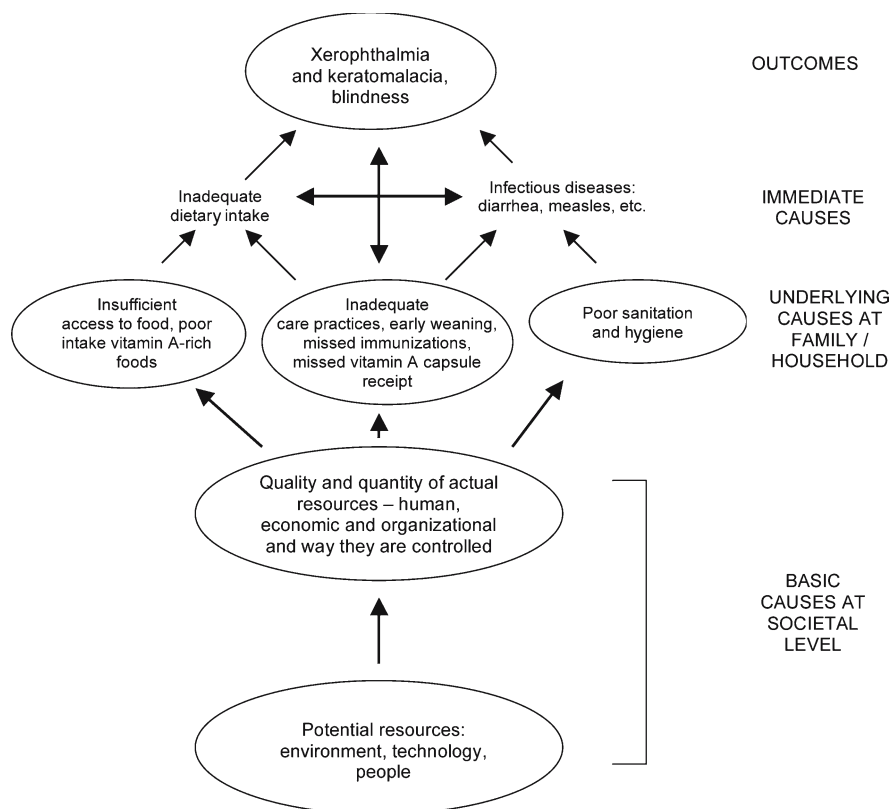 Xerophthalmia
and keratomalacia,
blindness
OUTCOMES
Inadequate
dietary intake
Infectious diseases:
diarrhea, measles, etc.
IMMEDIATE
CAUSES
Insufficient
access to food, poor
intake vitamin A-rich
foods
Inadequate
care practices, early weaning,
missed immunizations,
missed vitamin A capsule
receipt
Poor sanitation
and hygiene
UNDERLYING
CAUSES AT
FAMILY /
HOUSEHOLD
Quality and quantity of actual
resources – human,
economic and organizational
and way they are controlled
BASIC
CAUSES AT
SOCIETAL
LEVEL
Potential resources:
environment, technology,
people